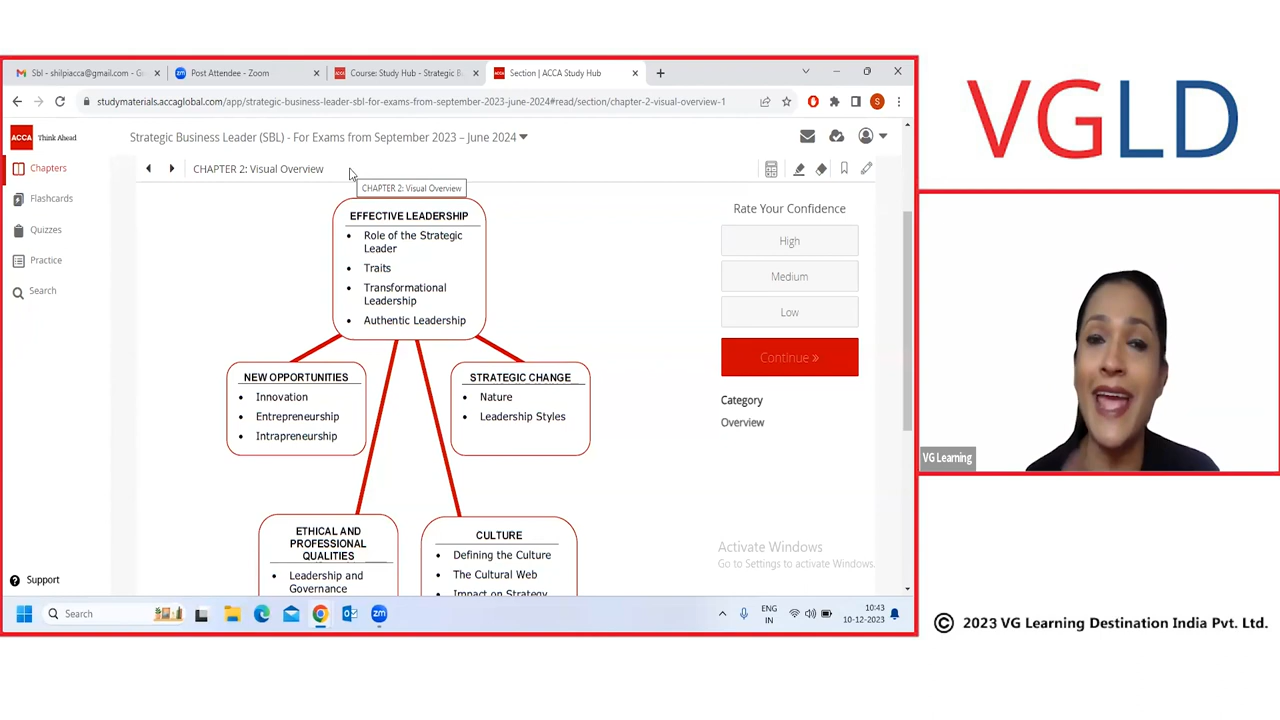 Sbl - shilpiacca@gmail.com - G
Post Attendee - Zoom
Course: Study Hub - Strategic B
Section | ACCA Study Hub
studymaterials.accaglobal.com/app/strategic-business-leader-sbl-for-exams-from-september-2023-june-2024#read/section/chapter-2-visual-overview-1
S
ACCA
Think Ahead
Strategic Business Leader (SBL) - For Exams from September 2023 – June 2024
Chapters
Flashcards
Quizzes
Practice
Search
Support
CHAPTER 2: Visual Overview
CHAPTER 2: Visual Overview
EFFECTIVE LEADERSHIP
• Role of the Strategic
Leader
• Traits
• Transformational
Leadership
• Authentic Leadership
NEW OPPORTUNITIES
• Innovation
• Entrepreneurship
• Intrapreneurship
STRATEGIC CHANGE
• Nature
• Leadership Styles
ETHICAL AND
PROFESSIONAL
QUALITIES
• Leadership and
Governance
CULTURE
• Defining the Culture
• The Cultural Web
• Impact on Strategy
Rate Your Confidence
High
Medium
Low
Continue »
Category
Overview
Activate Windows
Go to Settings to activate Windows.
Search
ENG
IN
10:43
10-12-2023
VGLD
VG Learning
© 2023 VG Learning Destination India Pvt. Ltd.